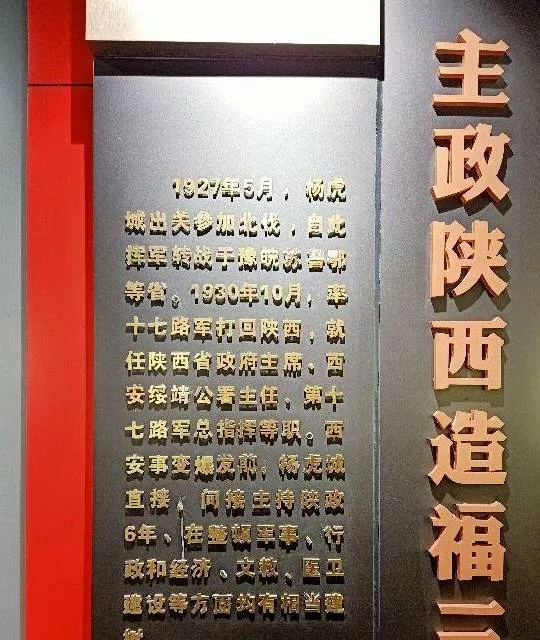 主政陕西造福三
1927年5月，杨虎
城出关参加北伐，自此
挥军转战于豫皖苏鲁鄂
等省。1930年10月，率
十七路军打回陕西，就
任陕西省政府主席、西
安绥靖公署主任、第十
七路军总指挥等职。西
安事变爆发前，杨虎城
直接、间接主持陕政
6年、在整顿军事、行
政和经济、文教、医卫
建设等方面均有相当建
树